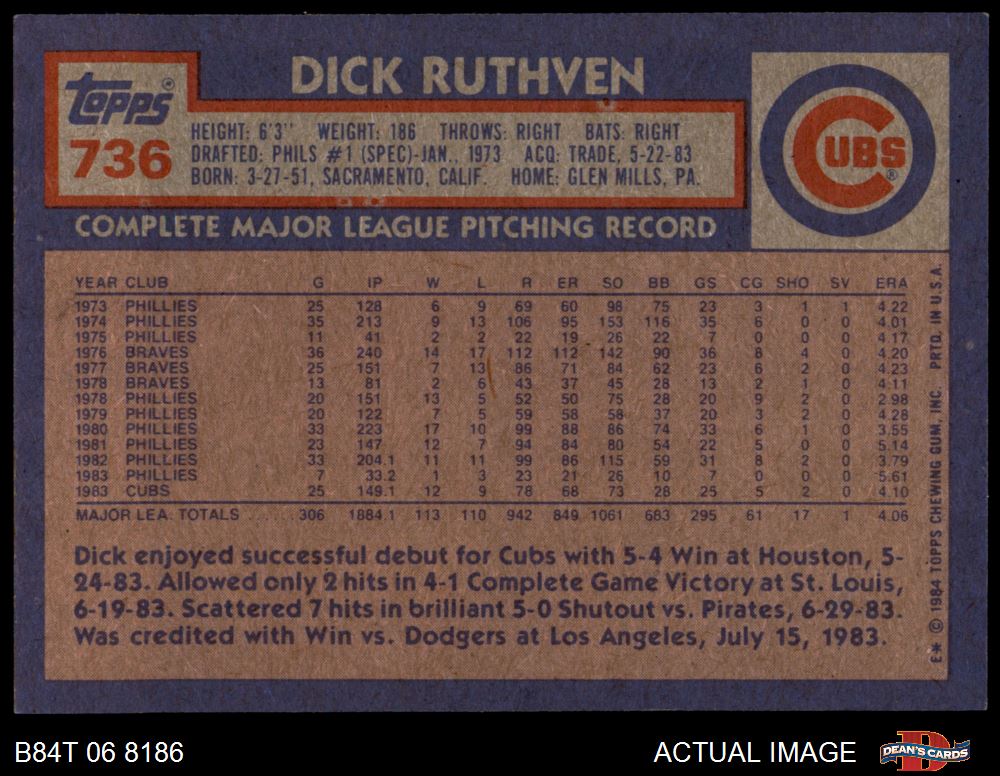 DICK RUTHVEN
Topps ®
736
HEIGHT: 6'3" WEIGHT: 186 THROWS: RIGHT BATS: RIGHT
DRAFTED: PHILS #1 (SPEC)-JAN., 1973 ACQ: TRADE, 5-22-83
BORN: 3-27-51, SACRAMENTO, CALIF. HOME: GLEN MILLS, PA.
CUBS ®
COMPLETE MAJOR LEAGUE PITCHING RECORD
YEAR CLUB G IP W L R ER SO BB GS CG SHO SV ERA
1973 PHILLIES 25 128 6 9 69 60 98 75 23 3 1 1 4.22
1974 PHILLIES 35 213 9 13 106 95 153 116 35 6 0 0 4.01
1975 PHILLIES 11 41 2 2 22 19 26 22 7 0 0 0 4.17
1976 BRAVES 36 240 14 17 112 112 142 90 36 8 4 0 4.20
1977 BRAVES 25 151 7 13 86 71 84 62 23 6 2 0 4.23
1978 BRAVES 13 81 2 6 43 37 45 28 13 2 1 0 4.11
1978 PHILLIES 20 151 13 5 52 50 75 28 20 9 2 0 2.98
1979 PHILLIES 20 122 7 5 59 58 58 37 20 3 2 0 4.28
1980 PHILLIES 33 223 17 10 99 88 86 74 33 6 1 0 3.55
1981 PHILLIES 23 147 12 7 94 84 80 54 22 5 0 0 5.14
1982 PHILLIES 33 204.1 11 11 99 86 115 59 31 8 2 0 3.79
1983 PHILLIES 7 33.2 1 3 23 21 26 10 7 0 0 0 5.61
1983 CUBS 25 149.1 12 9 78 68 73 28 25 5 2 0 4.10
MAJOR LEA. TOTALS ...... 306 1884.1 113 110 942 849 1061 683 295 61 17 1 4.06
Dick enjoyed successful debut for Cubs with 5-4 Win at Houston, 5-
24-83. Allowed only 2 hits in 4-1 Complete Game Victory at St. Louis,
6-19-83. Scattered 7 hits in brilliant 5-0 Shutout vs. Pirates, 6-29-83.
Was credited with Win vs. Dodgers at Los Angeles, July 15, 1983.
E* © 1984 TOPPS CHEWING GUM, INC. PRTD. IN U.S.A.
B84T 06 8186
ACTUAL IMAGE
D
DEAN'S CARDS